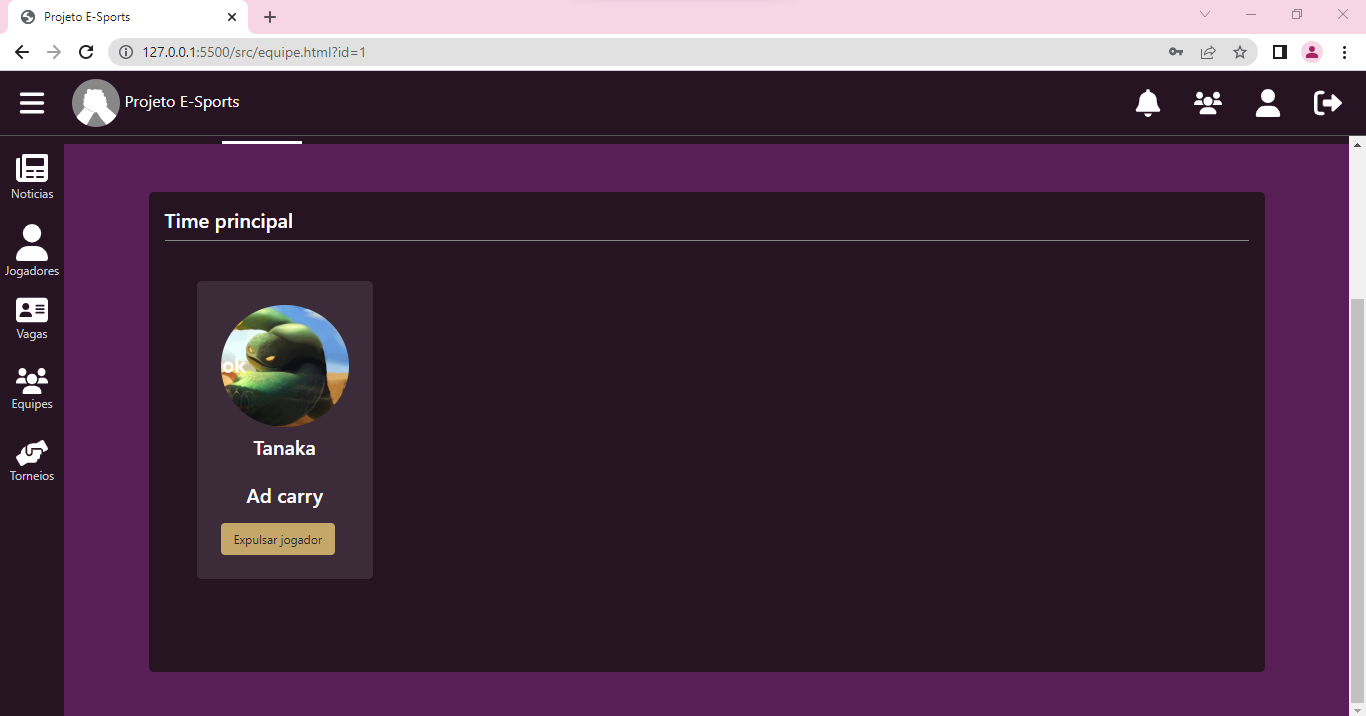 Projeto E-Sports
127.0.0.1:5500/src/equipe.html?id=1
Projeto E-Sports
Noticias
Jogadores
Vagas
Equipes
Torneios
Time principal
ok
Tanaka
Ad carry
Expulsar jogador